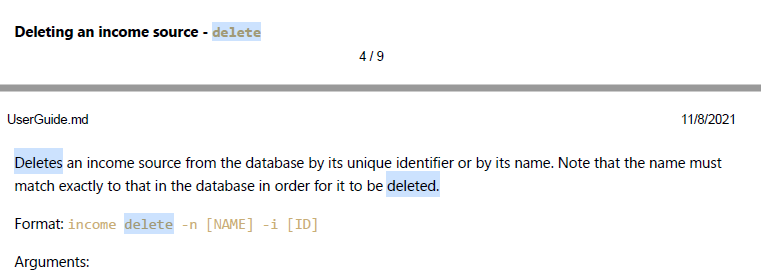 Deleting an income source - delete
4 / 9
UserGuide.md 11/8/2021
Deletes an income source from the database by its unique identifier or by its name. Note that the name must
match exactly to that in the database in order for it to be deleted.
Format: income delete -n [NAME] -i [ID]
Arguments: